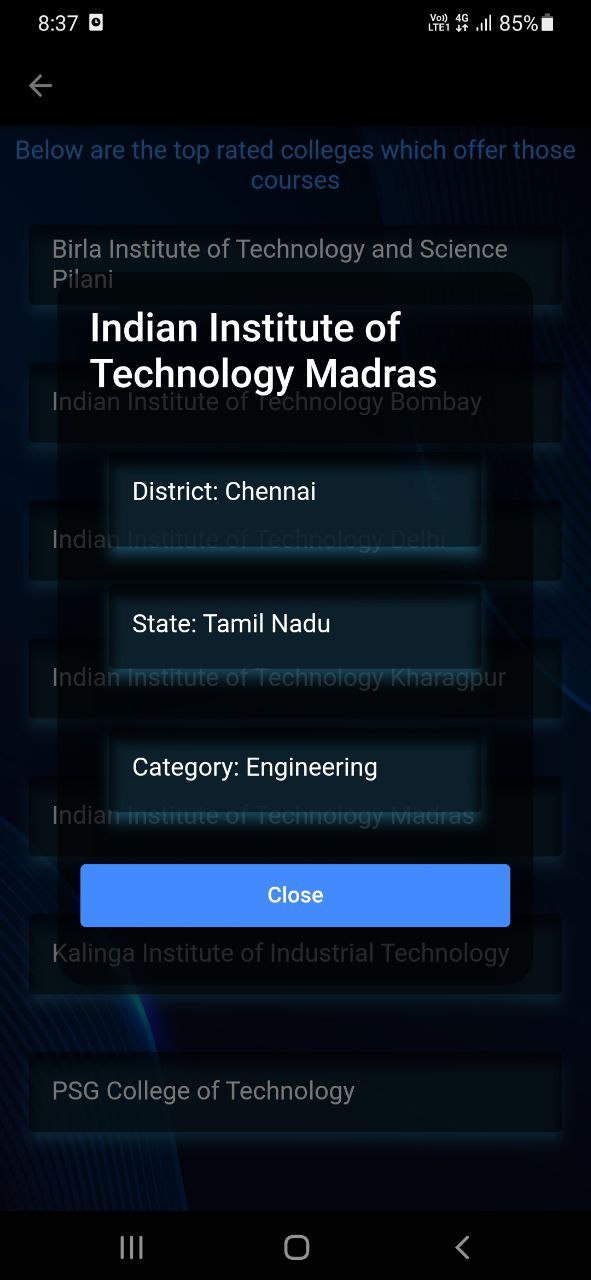 8:37
Vo)) LTE1 4G 85%
Below are the top rated colleges which offer those
courses
Birla Institute of Technology and Science
Pilani
Indian Institute of
Technology Madras
Indian Institute of Technology Bombay
District: Chennai
Indian Institute of Technology Delhi
State: Tamil Nadu
Indian Institute of Technology Kharagpur
Category: Engineering
Indian Institute of Technology Madras
Close
Kalinga Institute of Industrial Technology
PSG College of Technology